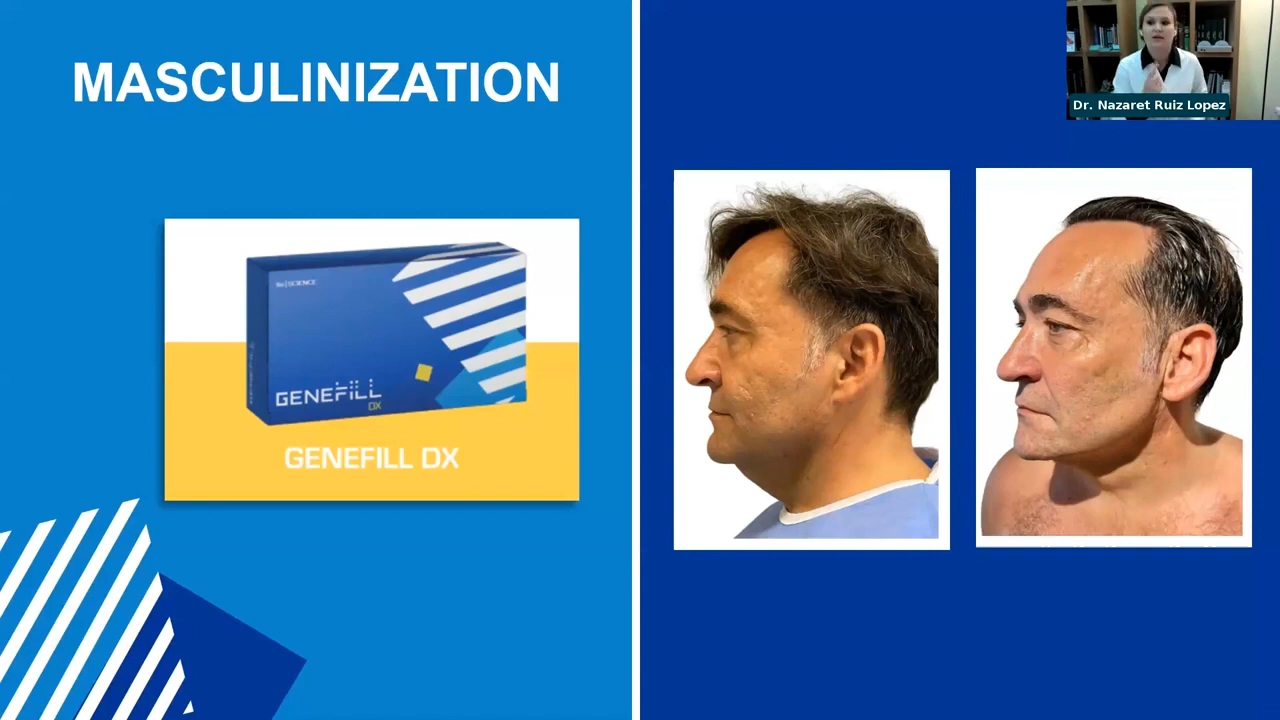 MASCULINIZATION
Dr. Nazaret Ruiz Lopez
GENEFILL
DX
GENEFILL DX